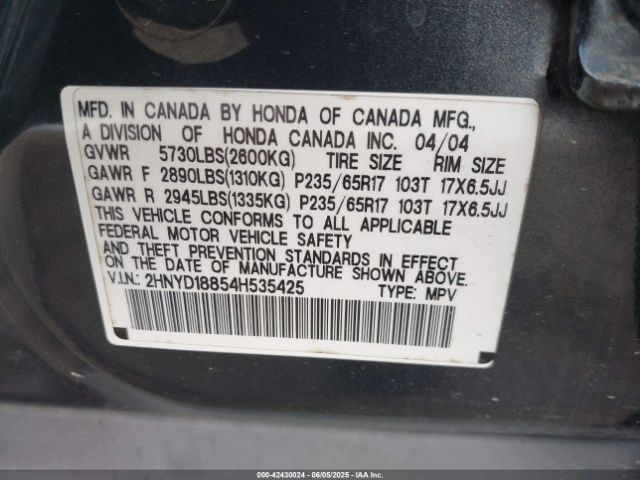 MFD. IN CANADA BY HONDA OF CANADA MFG.,
A DIVISION OF HONDA CANADA INC. 04/04
GVWR 5730LBS(2600KG) TIRE SIZE RIM SIZE
GAWR F 2890LBS(1310KG) P235/65R17 103T 17X6.5JJ
GAWR R 2945LBS(1335KG) P235/65R17 103T 17X6.5JJ
THIS VEHICLE CONFORMS TO ALL APPLICABLE
FEDERAL MOTOR VEHICLE SAFETY
AND THEFT PREVENTION STANDARDS IN EFFECT
ON THE DATE OF MANUFACTURE SHOWN ABOVE.
V.I.N.: 2HNYD18854H535425 TYPE: MPV
000-42430024 | 06/05/2025 - IAA Inc.